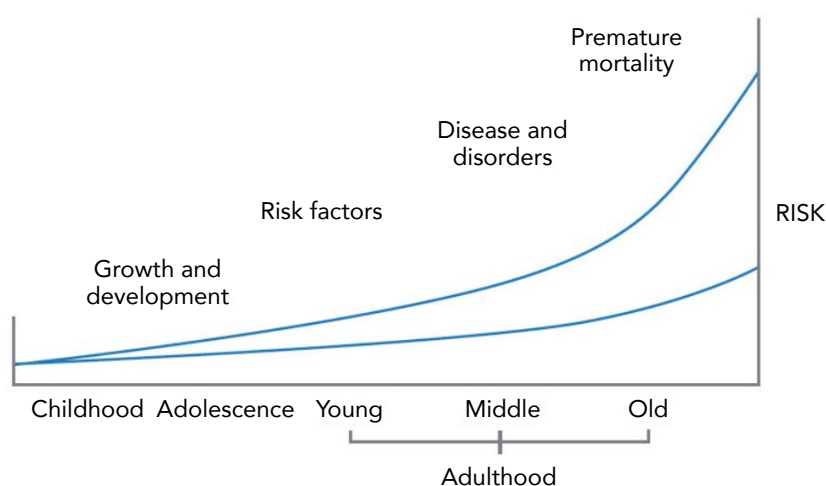 Premature
mortality
Disease and
disorders
Risk factors
RISK
Growth and
development
Childhood Adolescence Young Middle Old
Adulthood